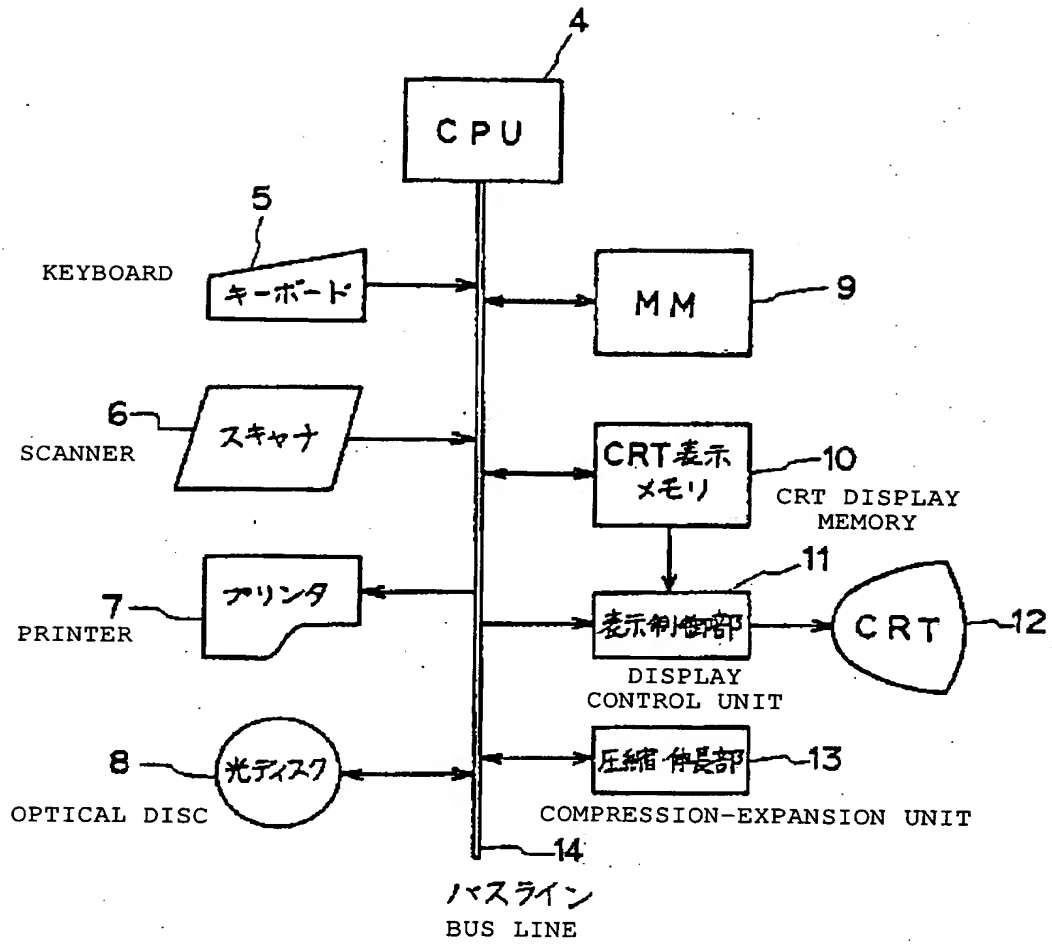 4
CPU
5
KEYBOARD
キーボード
MM
9
6
SCANNER
スキャナ
CRT表示
メモリ
10
CRT DISPLAY
MEMORY
7
PRINTER
プリンタ
11
表示制御部
DISPLAY
CONTROL UNIT
CRT
12
8
OPTICAL DISC
光ディスク
圧縮・伸長部
13
COMPRESSION-EXPANSION UNIT
14
バスライン
BUS LINE